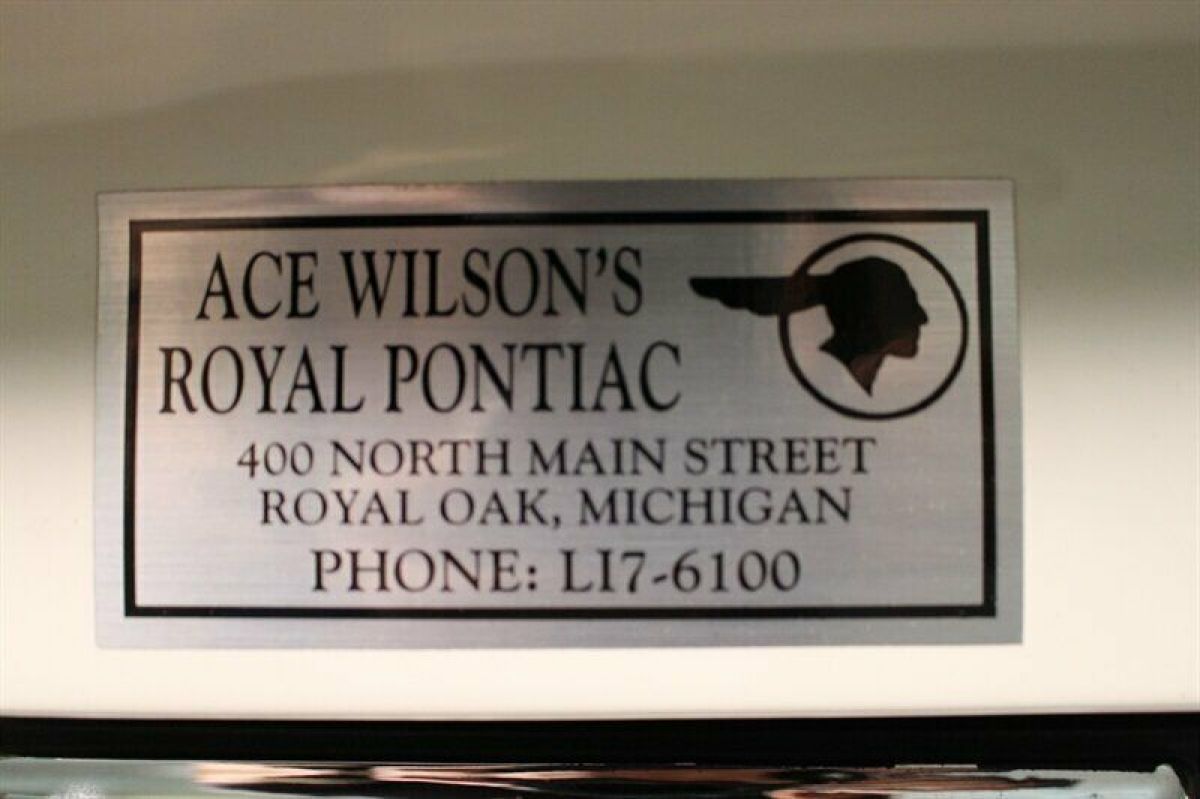 ACE WILSON'S
ROYAL PONTIAC
400 NORTH MAIN STREET
ROYAL OAK, MICHIGAN
PHONE: LI7-6100